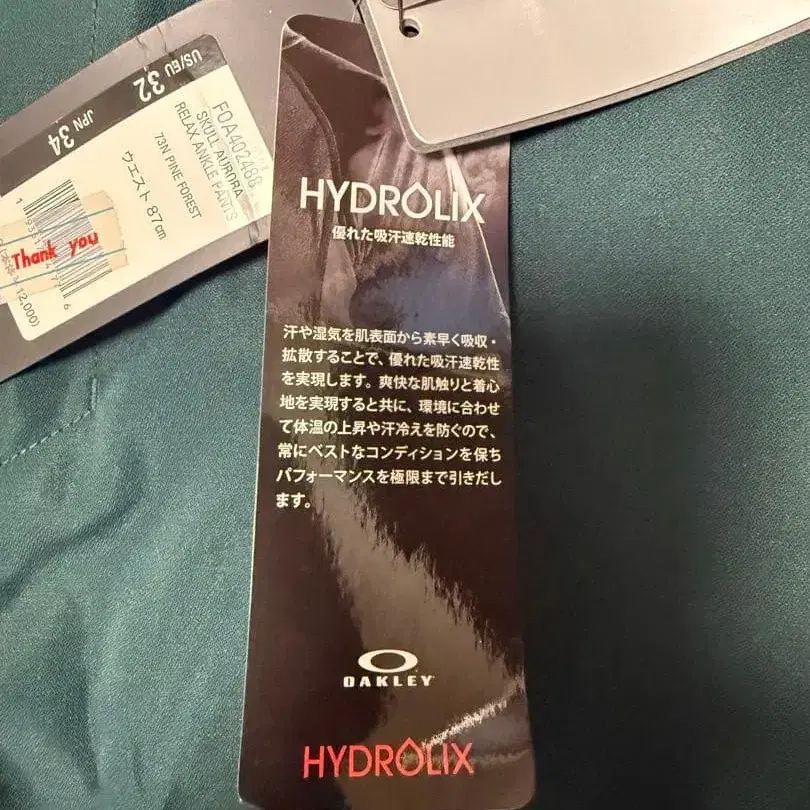 US/EU 32
JPN 34
FOA402486
SKULL AURORA
RELAX ANKLE PANTS
73N PINE FOREST
ウエスト 87cm
Thank you
12,000)
HYDROLIX
優れた吸汗速乾性能
汗や湿気を肌表面から素早く吸収・
拡散することで、優れた吸汗速乾性
を実現します。爽快な肌触りと着心
地を実現すると共に、環境に合わせ
て体温の上昇や汗冷えを防ぐので、
常にベストなコンディションを保ち
パフォーマンスを極限まで引きだし
ます。
OAKLEY
HYDROLIX